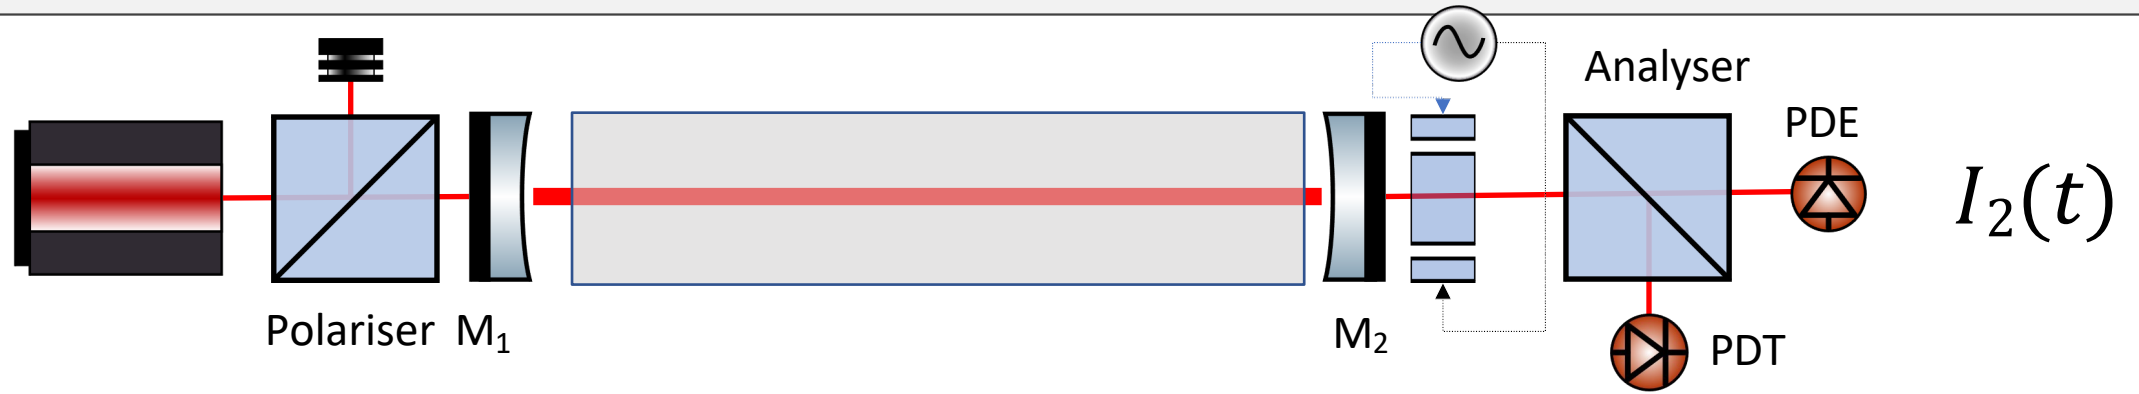 Analyser
PDE
I₂(t)
Polariser
M₁
M₂
PDT